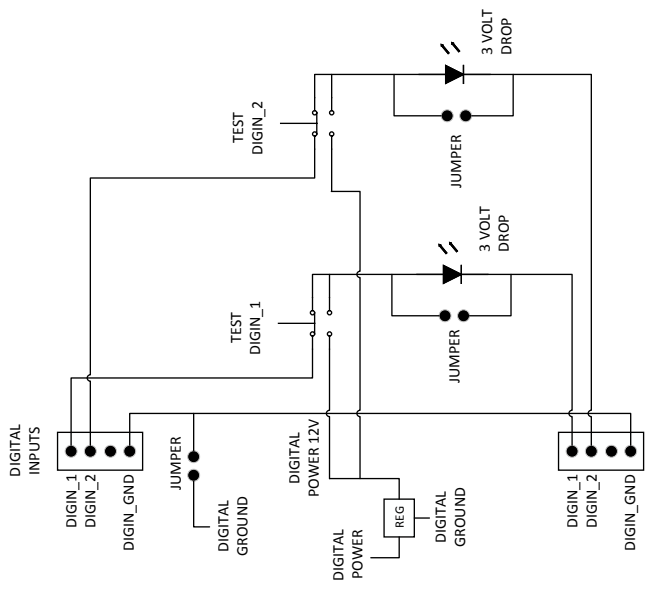 3 VOLT
DROP
TEST
DIGIN_2
JUMPER
3 VOLT
DROP
TEST
DIGIN_1
JUMPER
DIGITAL
INPUTS
DIGIN_1
DIGIN_2
DIGIN_GND
JUMPER
DIGITAL
GROUND
DIGITAL
POWER 12V
DIGITAL
POWER
REG
DIGITAL
GROUND
DIGIN_1
DIGIN_2
DIGIN_GND